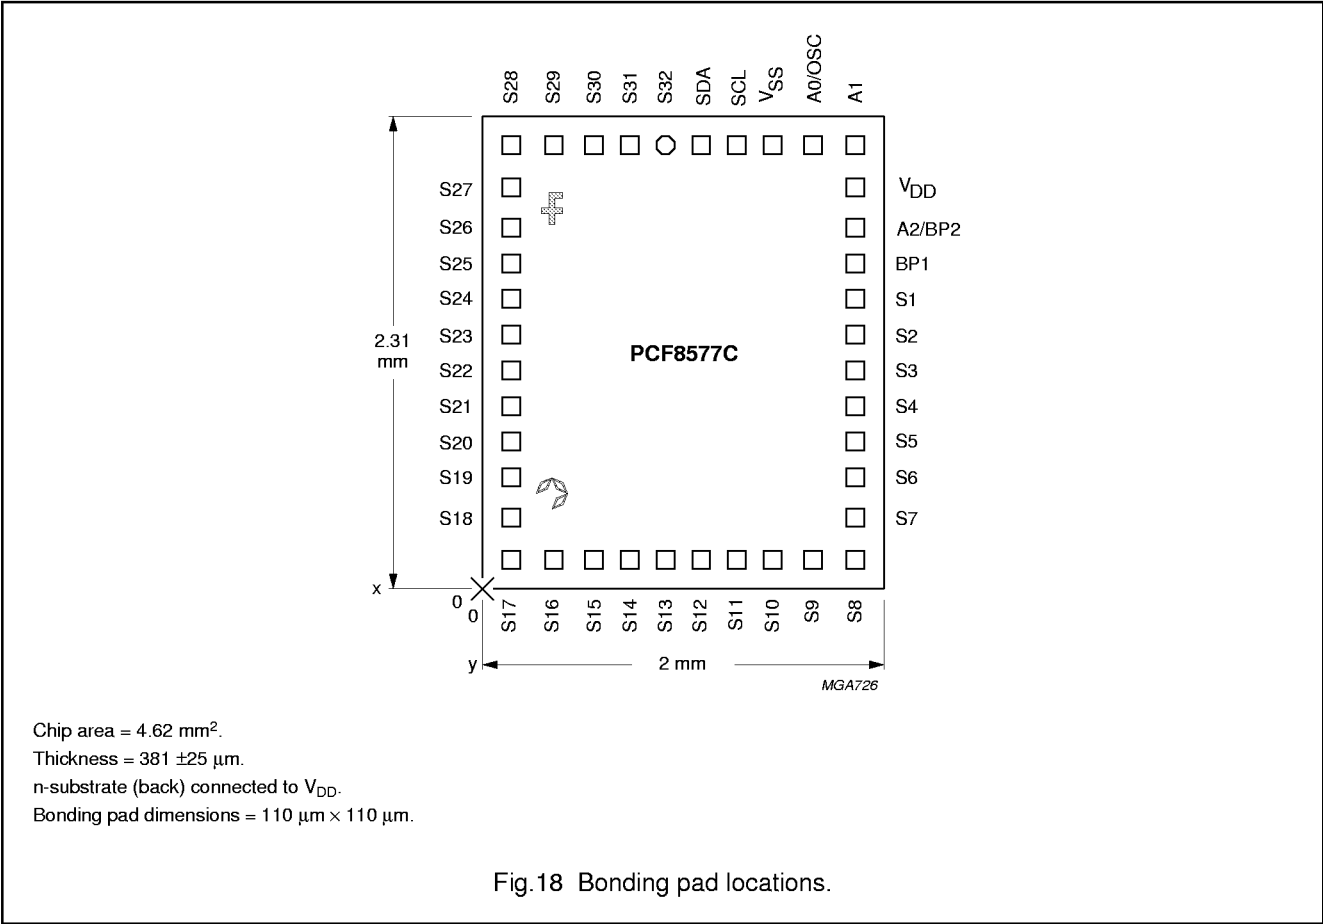 S28 S29 S30 S31 S32 SDA SCL VSS A0/OSC A1
S27 VDD
S26 A2/BP2
S25 BP1
S24 S1
S23 S2
2.31
mm
PCF8577C
S22 S3
S21 S4
S20 S5
S19 S6
S18 S7
x
0
0
S17 S16 S15 S14 S13 S12 S11 S10 S9 S8
y 2 mm
MGA726
Chip area = 4.62 mm².
Thickness = 381 ±25 µm.
n-substrate (back) connected to VDD.
Bonding pad dimensions = 110 µm × 110 µm.
Fig.18 Bonding pad locations.